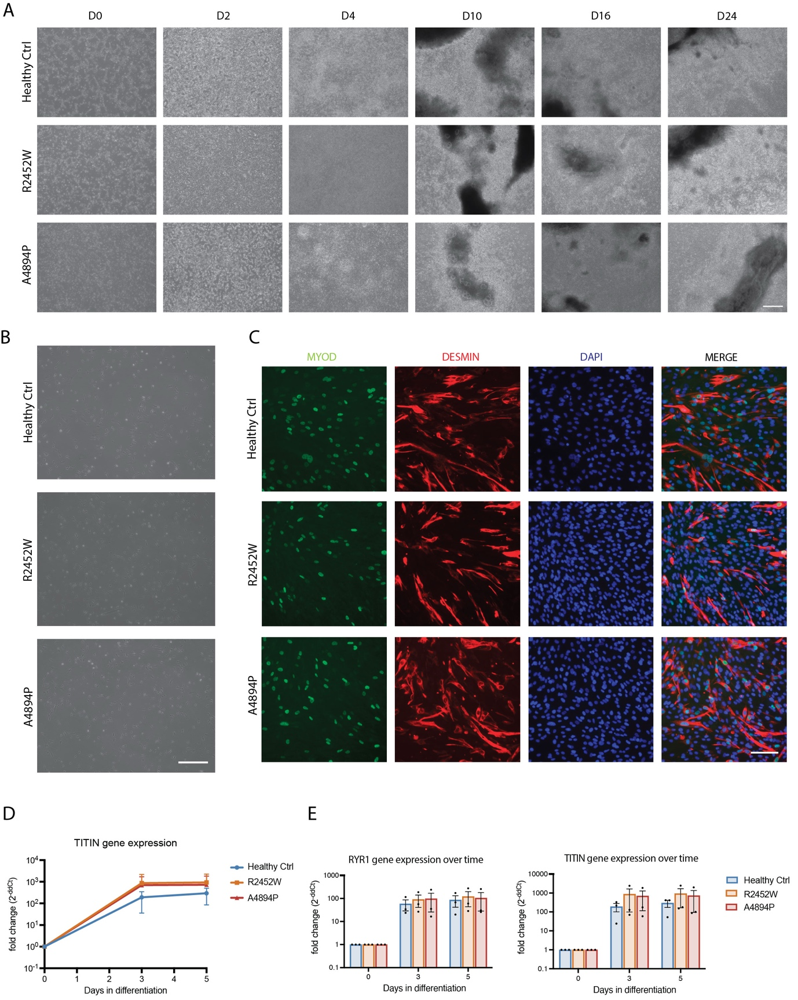 A
D0 D2 D4 D10 D16 D24
Healthy Ctrl
R2452W
A4894P
B
Healthy Ctrl
R2452W
A4894P
C
MYOD DESMIN DAPI MERGE
Healthy Ctrl
R2452W
A4894P
D
TITIN gene expression
fold change (2^-ddCt)
10^4
10^3
10^2
10^1
10^0
10^-1
0 1 2 3 4 5
Days in differentiation
Healthy Ctrl
R2452W
A4894P
E
RYR1 gene expression over time
fold change (2^-ddCt)
1000
100
10
1
0.1
0 3 5
Days in differentiation
TITIN gene expression over time
fold change (2^-ddCt)
10000
1000
100
10
1
0.1
0 3 5
Days in differentiation
Healthy Ctrl
R2452W
A4894P